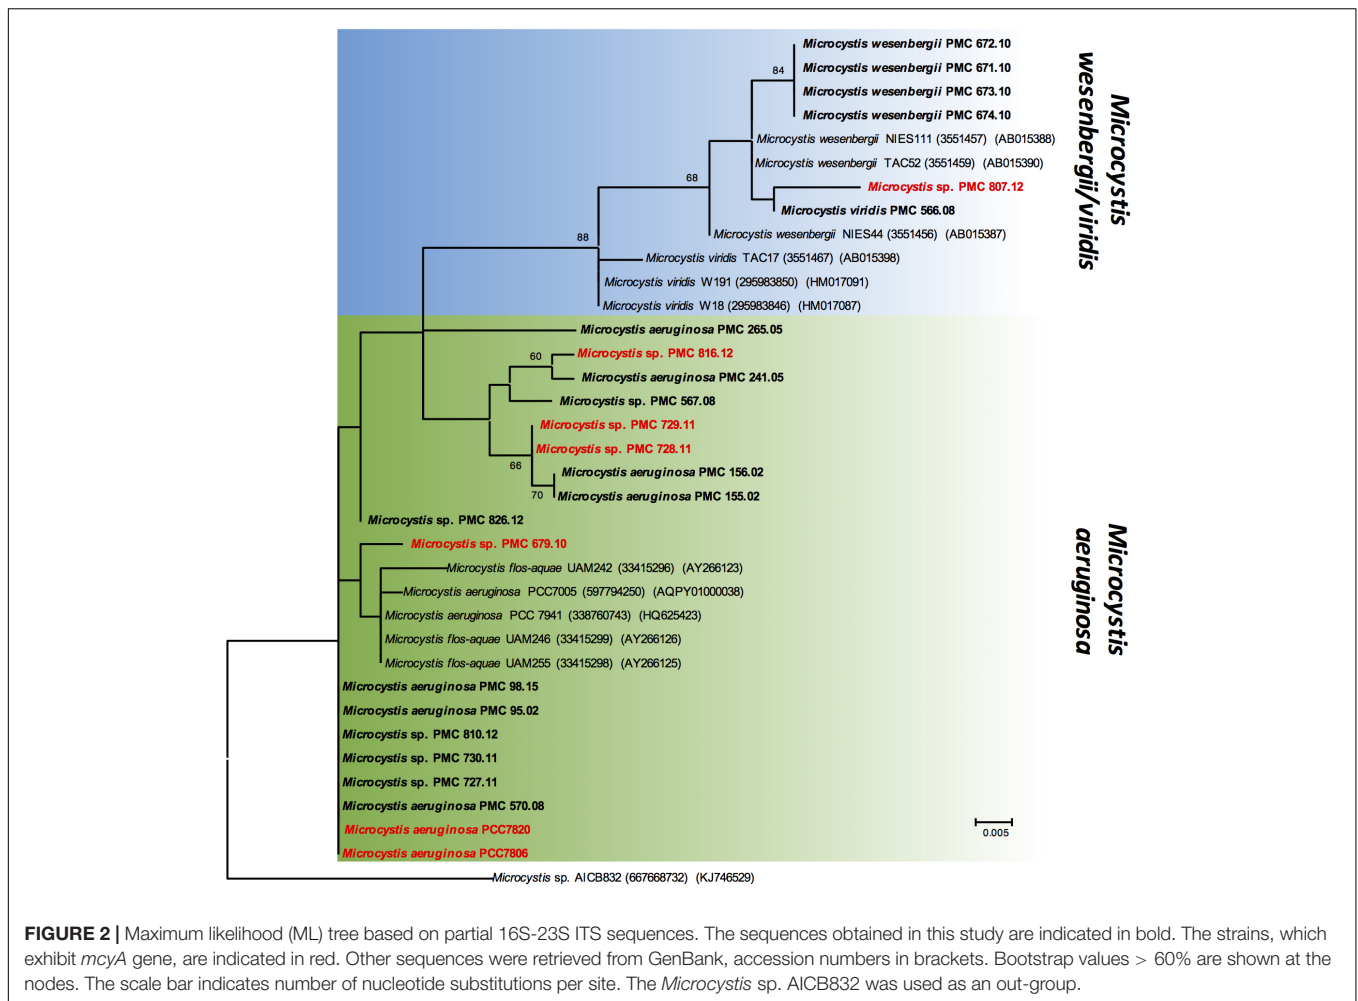 Microcystis wesenbergii PMC 672.10
84
Microcystis wesenbergii PMC 671.10
Microcystis wesenbergii PMC 673.10
Microcystis wesenbergii PMC 674.10
Microcystis wesenbergii NIES111 (3551457) (AB015388)
Microcystis wesenbergii TAC52 (3551459) (AB015390)
68
Microcystis sp. PMC 807.12
Microcystis viridis PMC 566.08
Microcystis wesenbergii NIES44 (3551456) (AB015387)
88
Microcystis viridis TAC17 (3551467) (AB015398)
Microcystis viridis W191 (295983850) (HM017091)
Microcystis viridis W18 (295983846) (HM017087)
Microcystis
wesenbergii/viridis
Microcystis aeruginosa PMC 265.05
60
Microcystis sp. PMC 816.12
Microcystis aeruginosa PMC 241.05
Microcystis sp. PMC 567.08
Microcystis sp. PMC 729.11
Microcystis sp. PMC 728.11
66
Microcystis aeruginosa PMC 156.02
70
Microcystis aeruginosa PMC 155.02
Microcystis sp. PMC 826.12
Microcystis sp. PMC 679.10
Microcystis flos-aquae UAM242 (33415296) (AY266123)
Microcystis aeruginosa PCC7005 (597794250) (AQPY01000038)
Microcystis aeruginosa PCC 7941 (338760743) (HQ625423)
Microcystis flos-aquae UAM246 (33415299) (AY266126)
Microcystis flos-aquae UAM255 (33415298) (AY266125)
Microcystis
aeruginosa
Microcystis aeruginosa PMC 98.15
Microcystis aeruginosa PMC 95.02
Microcystis sp. PMC 810.12
Microcystis sp. PMC 730.11
Microcystis sp. PMC 727.11
Microcystis aeruginosa PMC 570.08
Microcystis aeruginosa PCC7820
Microcystis aeruginosa PCC7806
0.005
Microcystis sp. AICB832 (667668732) (KJ746529)
FIGURE 2 | Maximum likelihood (ML) tree based on partial 16S-23S ITS sequences. The sequences obtained in this study are indicated in bold. The strains, which
exhibit mcyA gene, are indicated in red. Other sequences were retrieved from GenBank, accession numbers in brackets. Bootstrap values > 60% are shown at the
nodes. The scale bar indicates number of nucleotide substitutions per site. The Microcystis sp. AICB832 was used as an out-group.